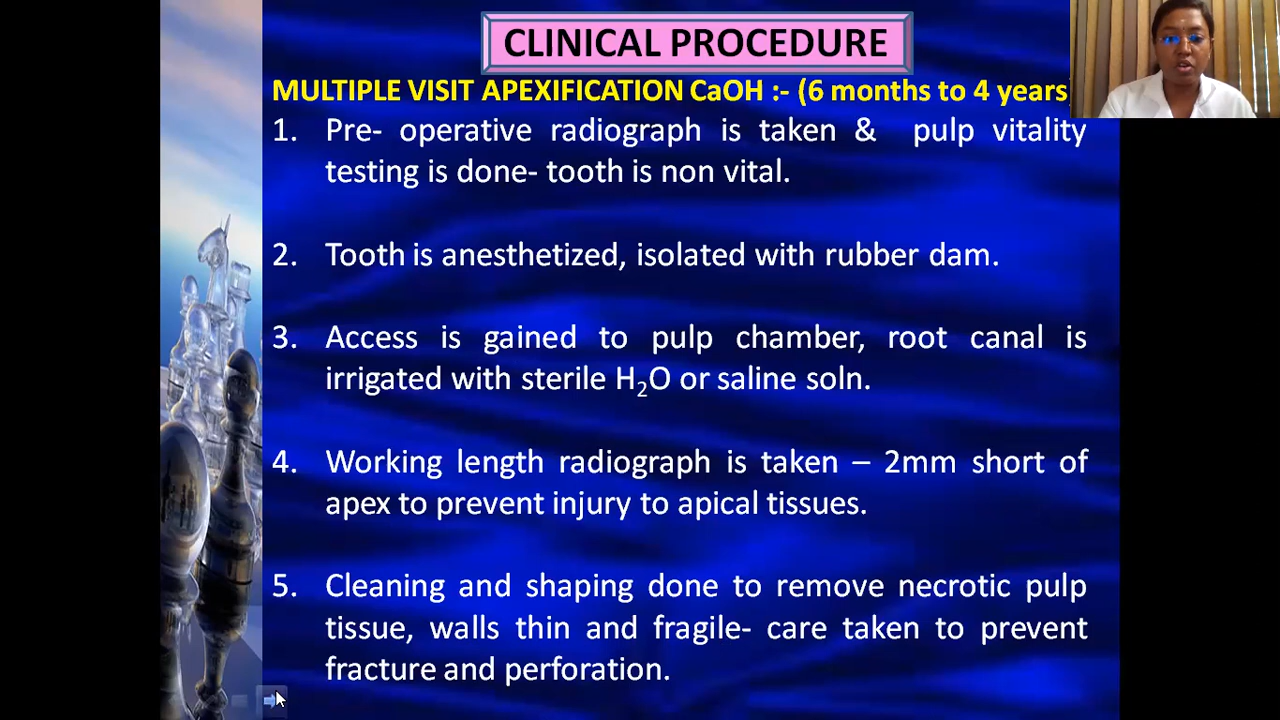 CLINICAL PROCEDURE
MULTIPLE VISIT APEXIFICATION CaOH :- (6 months to 4 years)
1. Pre- operative radiograph is taken & pulp vitality
testing is done- tooth is non vital.
2. Tooth is anesthetized, isolated with rubber dam.
3. Access is gained to pulp chamber, root canal is
irrigated with sterile H₂O or saline soln.
4. Working length radiograph is taken – 2mm short of
apex to prevent injury to apical tissues.
5. Cleaning and shaping done to remove necrotic pulp
tissue, walls thin and fragile- care taken to prevent
fracture and perforation.